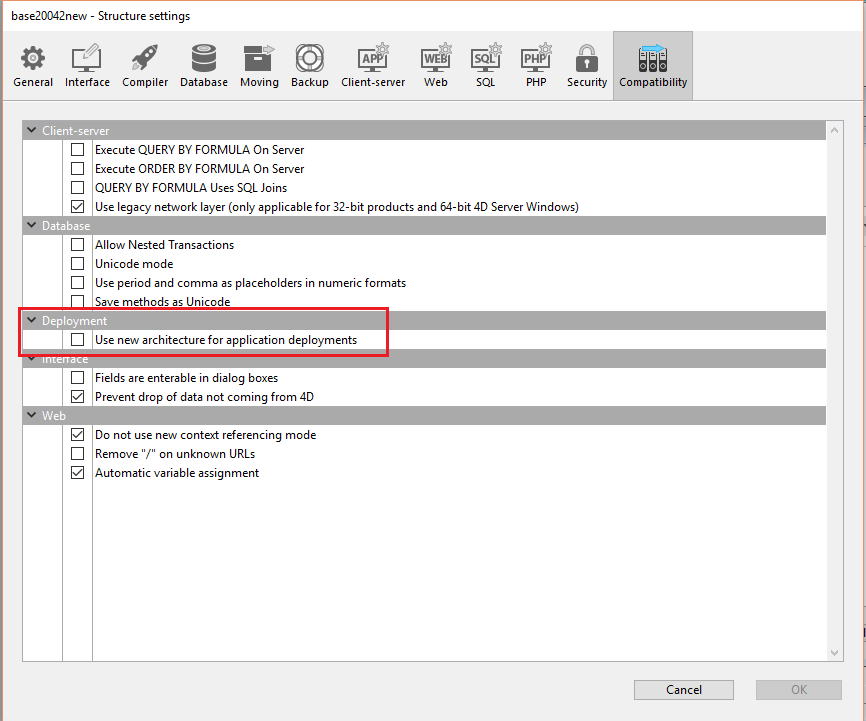 base20042new - Structure settings
General Interface Compiler Database Moving Backup Client-server Web SQL PHP Security Compatibility
APP WEB SQL PHP
Client-server
Execute QUERY BY FORMULA On Server
Execute ORDER BY FORMULA On Server
QUERY BY FORMULA Uses SQL Joins
Use legacy network layer (only applicable for 32-bit products and 64-bit 4D Server Windows)
Database
Allow Nested Transactions
Unicode mode
Use period and comma as placeholders in numeric formats
Save methods as Unicode
Deployment
Use new architecture for application deployments
Interface
Fields are enterable in dialog boxes
Prevent drop of data not coming from 4D
Web
Do not use new context referencing mode
Remove "/" on unknown URLs
Automatic variable assignment
Cancel OK